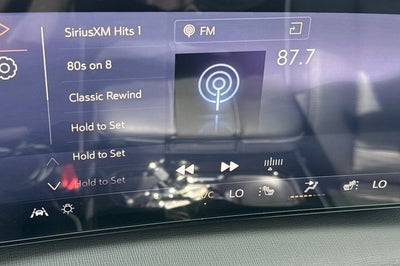 SiriusXM Hits 1
FM
87.7
80s on 8
Classic Rewind
Hold to Set
Hold to Set
Hold to Set
A/C LO LO